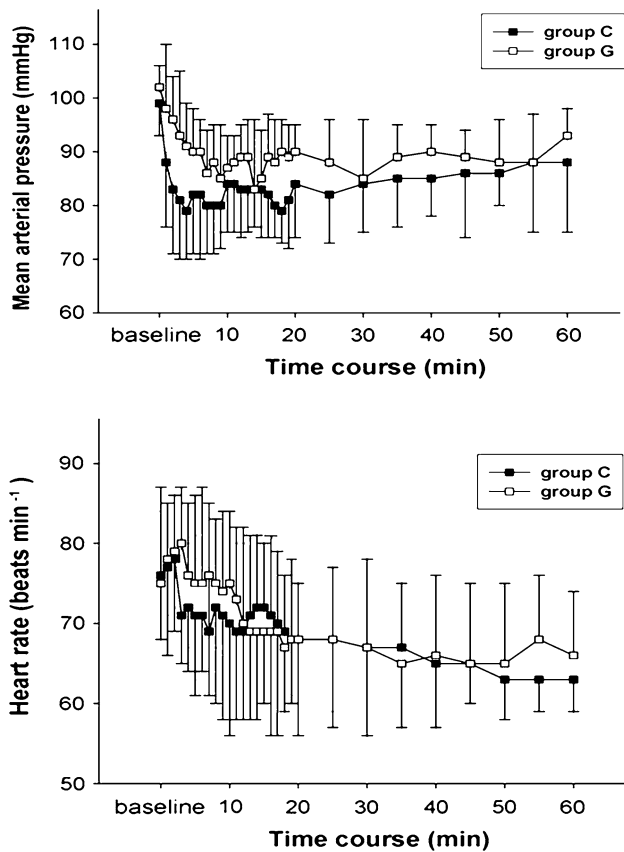 Mean arterial pressure (mmHg)
110
100
90
80
70
60
group C
group G
baseline 10 20 30 40 50 60
Time course (min)
Heart rate (beats min⁻¹ )
90
80
70
60
50
group C
group G
baseline 10 20 30 40 50 60
Time course (min)